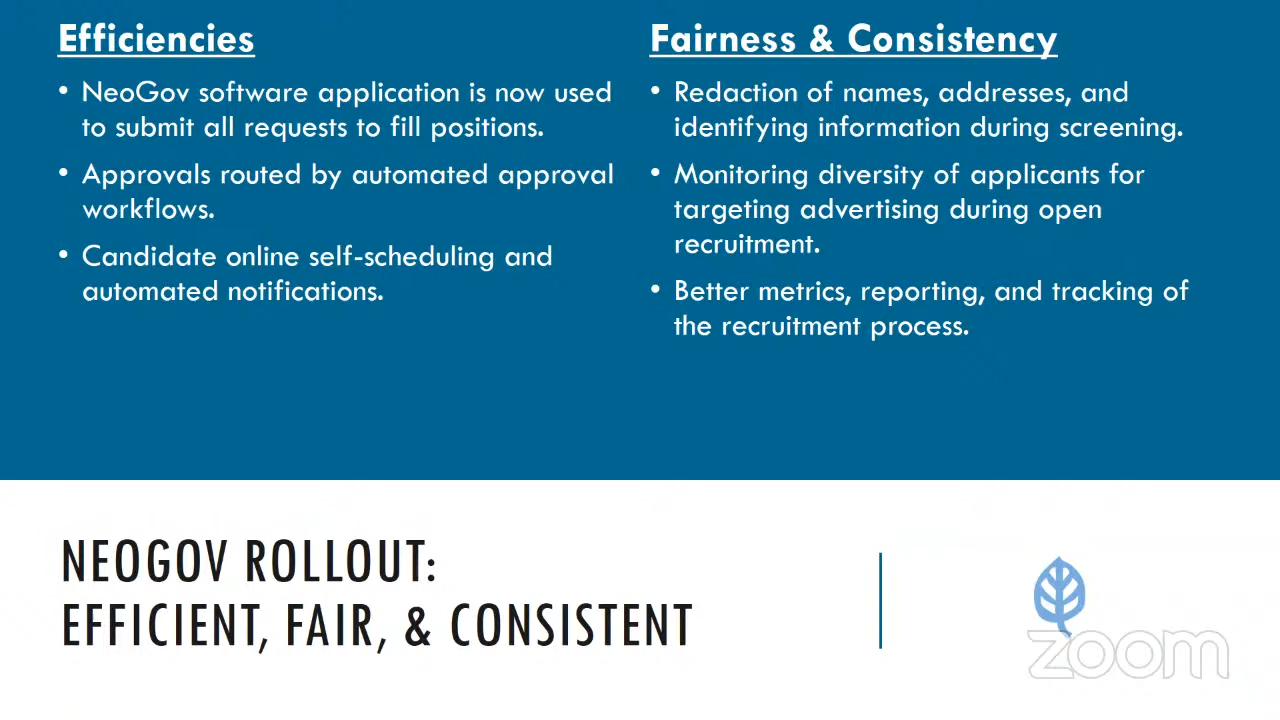 Efficiencies
• NeoGov software application is now used
to submit all requests to fill positions.
• Approvals routed by automated approval
workflows.
• Candidate online self-scheduling and
automated notifications.
Fairness & Consistency
• Redaction of names, addresses, and
identifying information during screening.
• Monitoring diversity of applicants for
targeting advertising during open
recruitment.
• Better metrics, reporting, and tracking of
the recruitment process.
NEOGOV ROLLOUT:
EFFICIENT, FAIR, & CONSISTENT
zoom